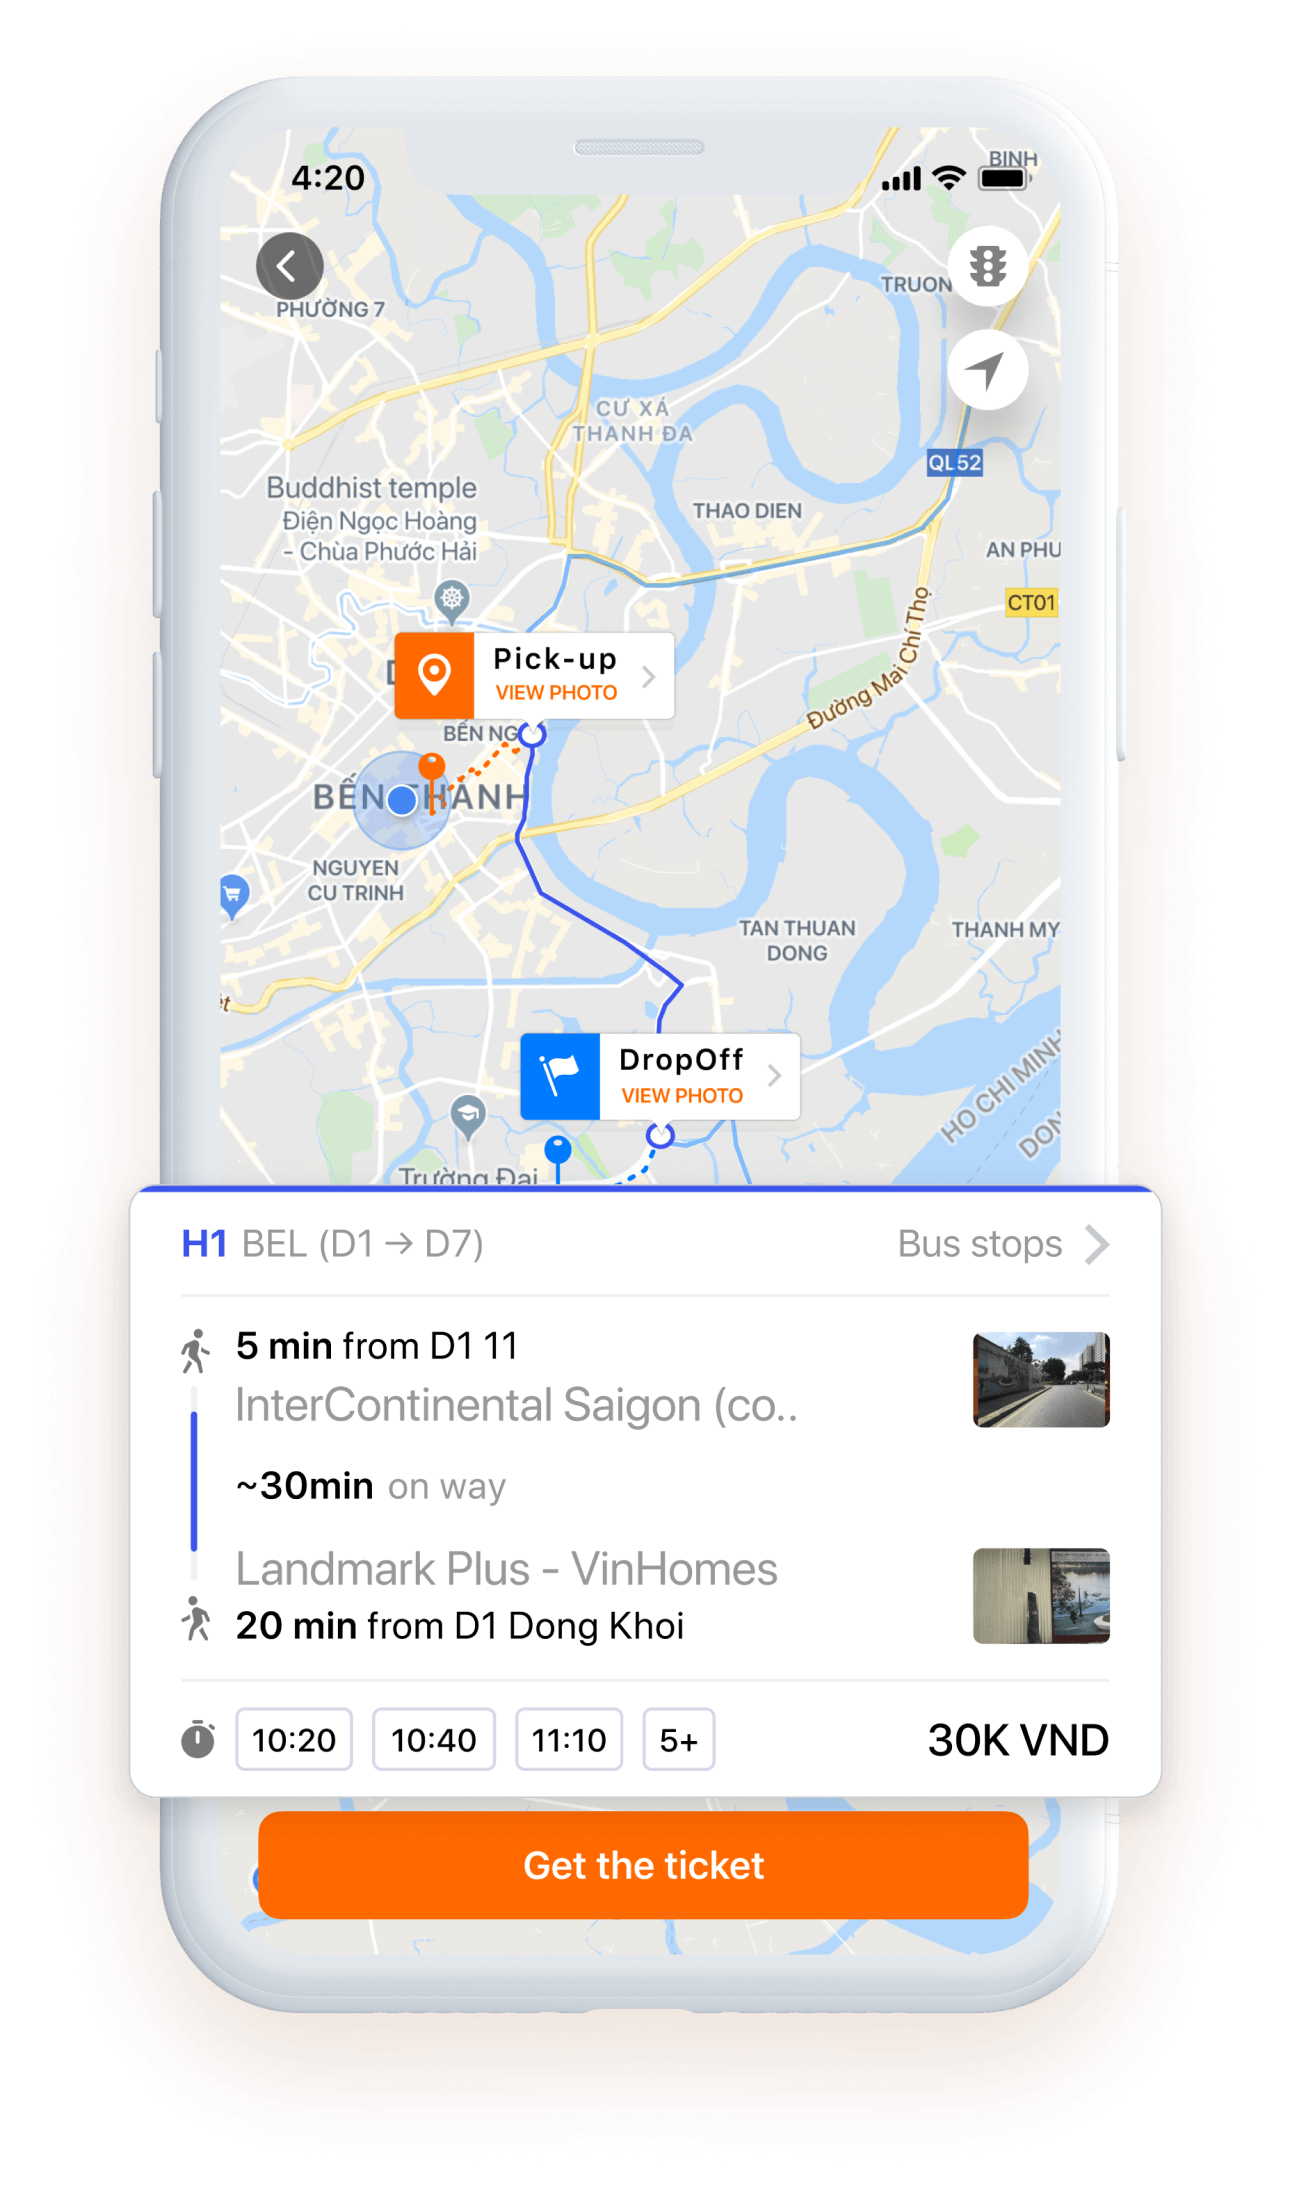 4:20
BINH
PHƯỜNG 7
TRUON
CƯ XÁ
THANH ĐA
QL52
Buddhist temple
Điện Ngọc Hoàng
- Chùa Phước Hải
THAO DIEN
AN PHU
CT01
Đường Mai Chí Thọ
Pick-up
VIEW PHOTO
BẾN NG
BẾN THÀNH
NGUYEN
CU TRINH
TAN THUAN
DONG
THANH MY
HO CHI MINH
DON
DropOff
VIEW PHOTO
Trường Đại
H1 BEL (D1 → D7)
Bus stops
5 min from D1 11
InterContinental Saigon (co..
~30min on way
Landmark Plus - VinHomes
20 min from D1 Dong Khoi
10:20
10:40
11:10
5+
30K VND
Get the ticket